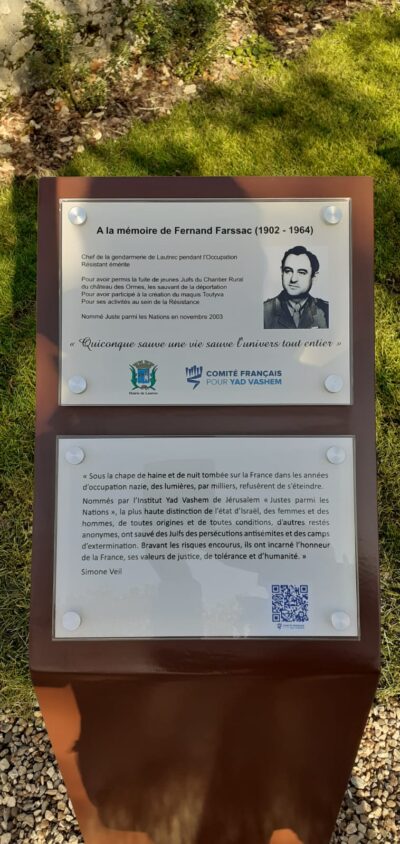 A la mémoire de Fernand Farssac (1902 - 1964)
Chef de la gendarmerie de Lautrec pendant l'Occupation
Résistant émérite
Pour avoir permis la fuite de jeunes Juifs du Chantier Rural
du château des Ormes, les sauvant de la déportation
Pour avoir participé à la création du maquis Toutyva
Pour ses activités au sein de la Résistance
Nommé Juste parmi les Nations en novembre 2003
« Quiconque sauve une vie sauve l'univers tout entier »
Mairie de Lautrec
COMITÉ FRANÇAIS
POUR YAD VASHEM
« Sous la chape de haine et de nuit tombée sur la France dans les années
d'occupation nazie, des lumières, par milliers, refusèrent de s'éteindre.
Nommés par l'Institut Yad Vashem de Jérusalem « Justes parmi les
Nations », la plus haute distinction de l'état d'Israël, des femmes et des
hommes, de toutes origines et de toutes conditions, d'autres restés
anonymes, ont sauvé des Juifs des persécutions antisémites et des camps
d'extermination. Bravant les risques encourus, ils ont incarné l'honneur
de la France, ses valeurs de justice, de tolérance et d'humanité. »
Simone Veil